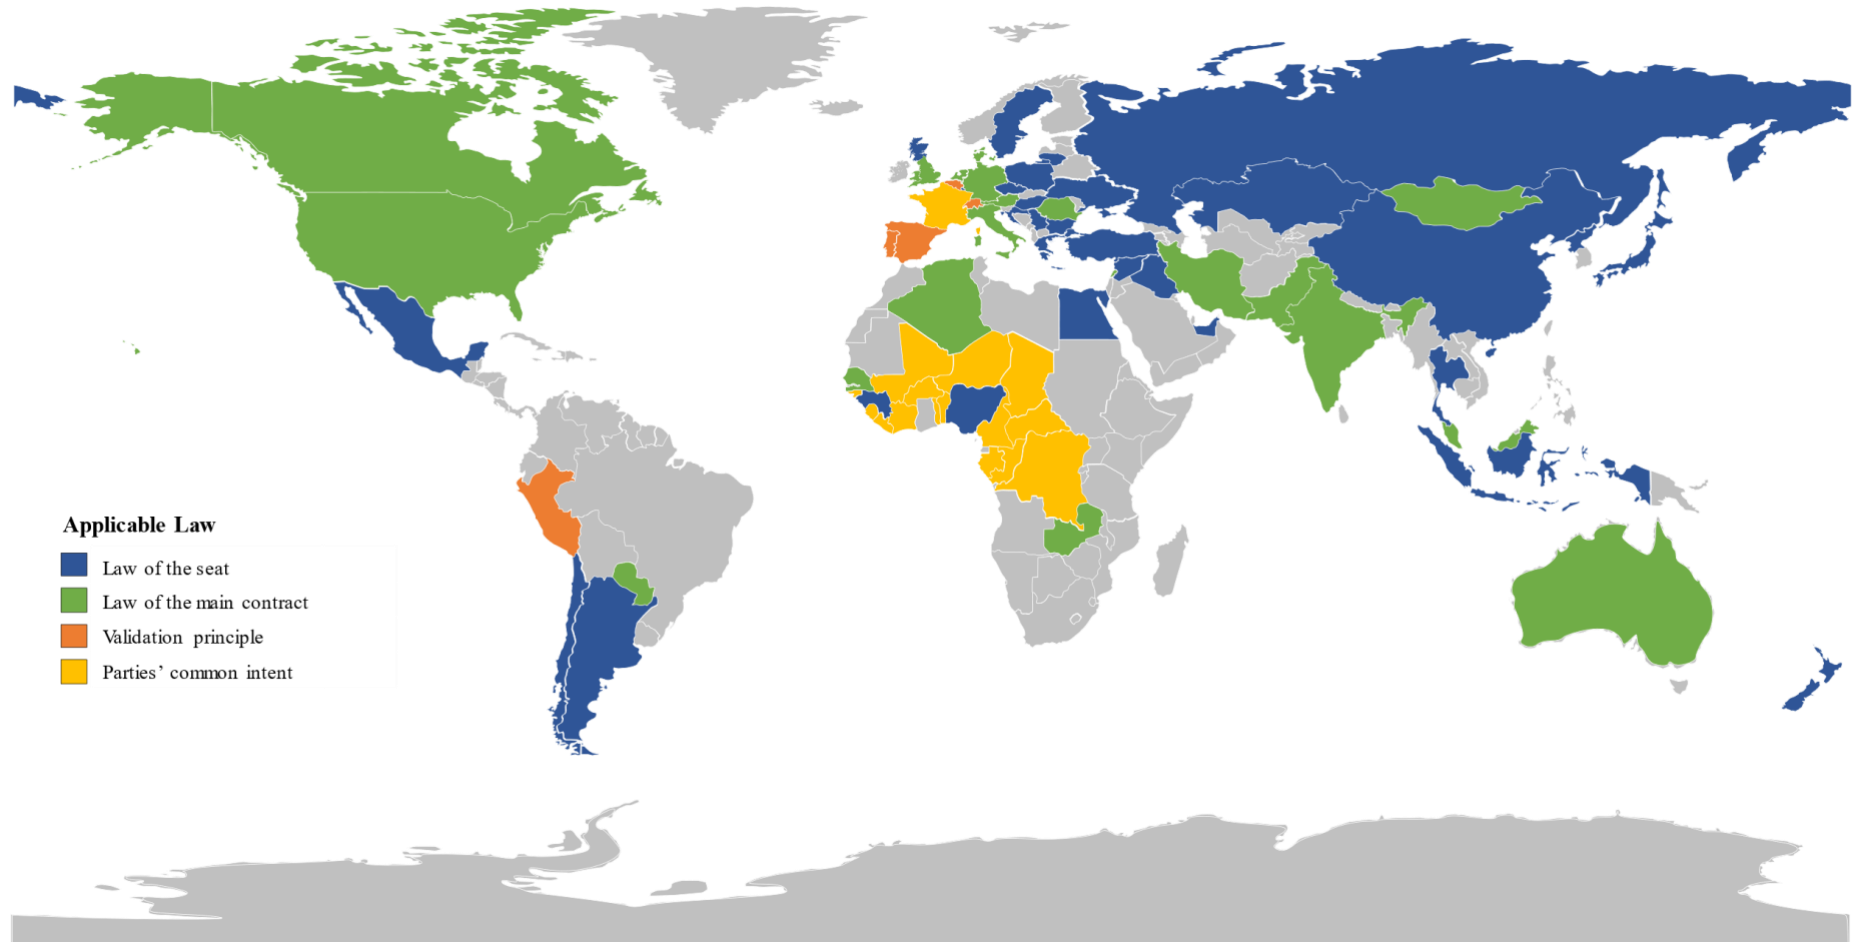 Applicable Law
Law of the seat
Law of the main contract
Validation principle
Parties’ common intent